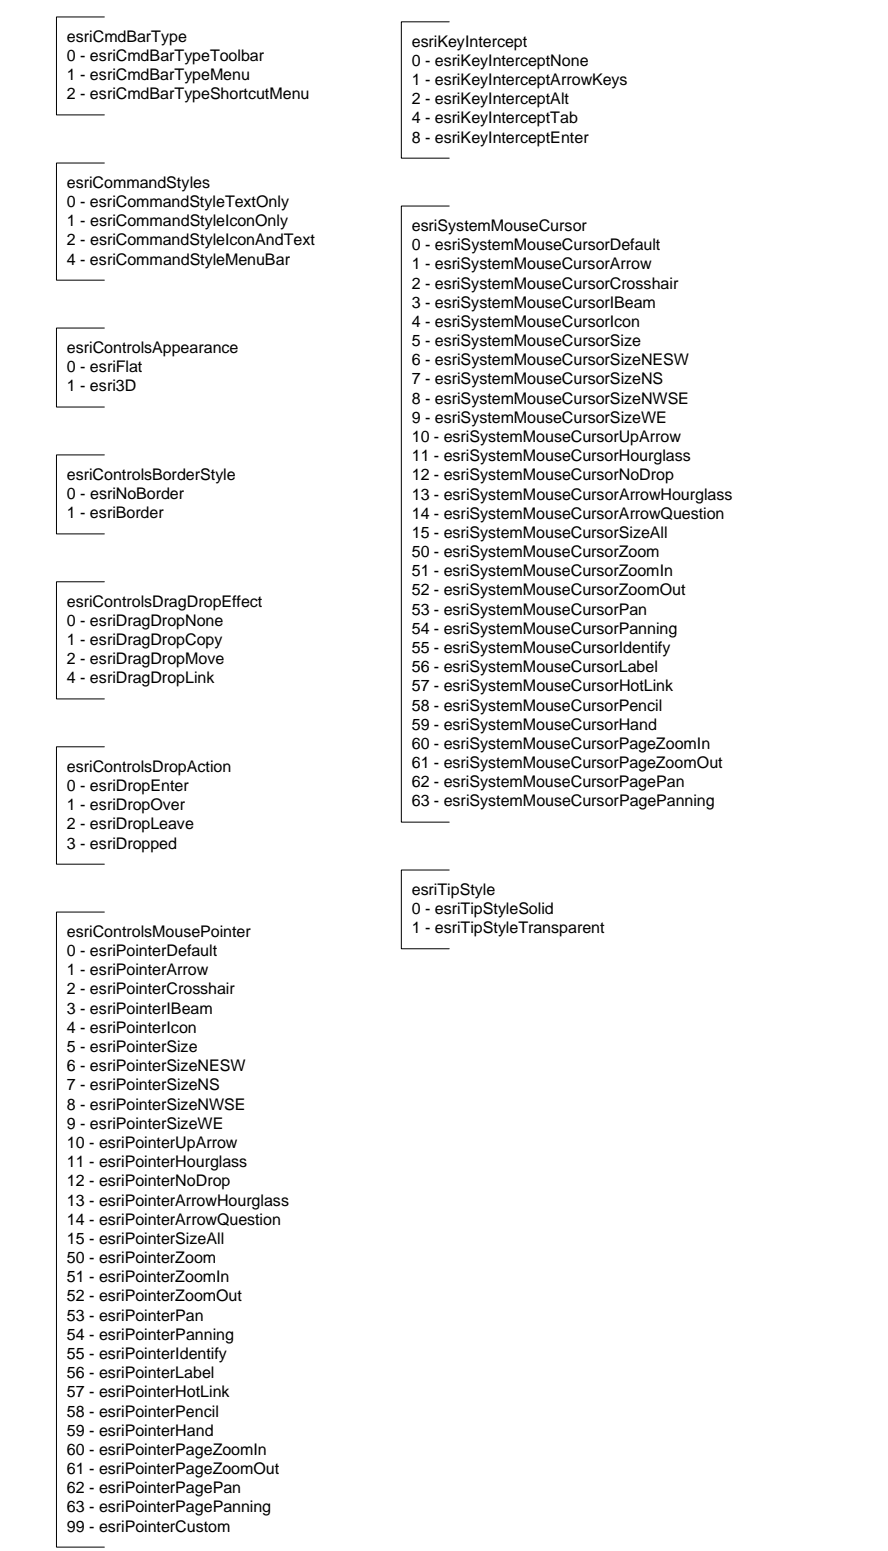 esriCmdBarType
0 - esriCmdBarTypeToolbar
1 - esriCmdBarTypeMenu
2 - esriCmdBarTypeShortcutMenu
esriCommandStyles
0 - esriCommandStyleTextOnly
1 - esriCommandStyleIconOnly
2 - esriCommandStyleIconAndText
4 - esriCommandStyleMenuBar
esriControlsAppearance
0 - esriFlat
1 - esri3D
esriControlsBorderStyle
0 - esriNoBorder
1 - esriBorder
esriControlsDragDropEffect
0 - esriDragDropNone
1 - esriDragDropCopy
2 - esriDragDropMove
4 - esriDragDropLink
esriControlsDropAction
0 - esriDropEnter
1 - esriDropOver
2 - esriDropLeave
3 - esriDropped
esriControlsMousePointer
0 - esriPointerDefault
1 - esriPointerArrow
2 - esriPointerCrosshair
3 - esriPointerIBeam
4 - esriPointerIcon
5 - esriPointerSize
6 - esriPointerSizeNESW
7 - esriPointerSizeNS
8 - esriPointerSizeNWSE
9 - esriPointerSizeWE
10 - esriPointerUpArrow
11 - esriPointerHourglass
12 - esriPointerNoDrop
13 - esriPointerArrowHourglass
14 - esriPointerArrowQuestion
15 - esriPointerSizeAll
50 - esriPointerZoom
51 - esriPointerZoomIn
52 - esriPointerZoomOut
53 - esriPointerPan
54 - esriPointerPanning
55 - esriPointerIdentify
56 - esriPointerLabel
57 - esriPointerHotLink
58 - esriPointerPencil
59 - esriPointerHand
60 - esriPointerPageZoomIn
61 - esriPointerPageZoomOut
62 - esriPointerPagePan
63 - esriPointerPagePanning
99 - esriPointerCustom
esriKeyIntercept
0 - esriKeyInterceptNone
1 - esriKeyInterceptArrowKeys
2 - esriKeyInterceptAlt
4 - esriKeyInterceptTab
8 - esriKeyInterceptEnter
esriSystemMouseCursor
0 - esriSystemMouseCursorDefault
1 - esriSystemMouseCursorArrow
2 - esriSystemMouseCursorCrosshair
3 - esriSystemMouseCursorIBeam
4 - esriSystemMouseCursorIcon
5 - esriSystemMouseCursorSize
6 - esriSystemMouseCursorSizeNESW
7 - esriSystemMouseCursorSizeNS
8 - esriSystemMouseCursorSizeNWSE
9 - esriSystemMouseCursorSizeWE
10 - esriSystemMouseCursorUpArrow
11 - esriSystemMouseCursorHourglass
12 - esriSystemMouseCursorNoDrop
13 - esriSystemMouseCursorArrowHourglass
14 - esriSystemMouseCursorArrowQuestion
15 - esriSystemMouseCursorSizeAll
50 - esriSystemMouseCursorZoom
51 - esriSystemMouseCursorZoomIn
52 - esriSystemMouseCursorZoomOut
53 - esriSystemMouseCursorPan
54 - esriSystemMouseCursorPanning
55 - esriSystemMouseCursorIdentify
56 - esriSystemMouseCursorLabel
57 - esriSystemMouseCursorHotLink
58 - esriSystemMouseCursorPencil
59 - esriSystemMouseCursorHand
60 - esriSystemMouseCursorPageZoomIn
61 - esriSystemMouseCursorPageZoomOut
62 - esriSystemMouseCursorPagePan
63 - esriSystemMouseCursorPagePanning
esriTipStyle
0 - esriTipStyleSolid
1 - esriTipStyleTransparent